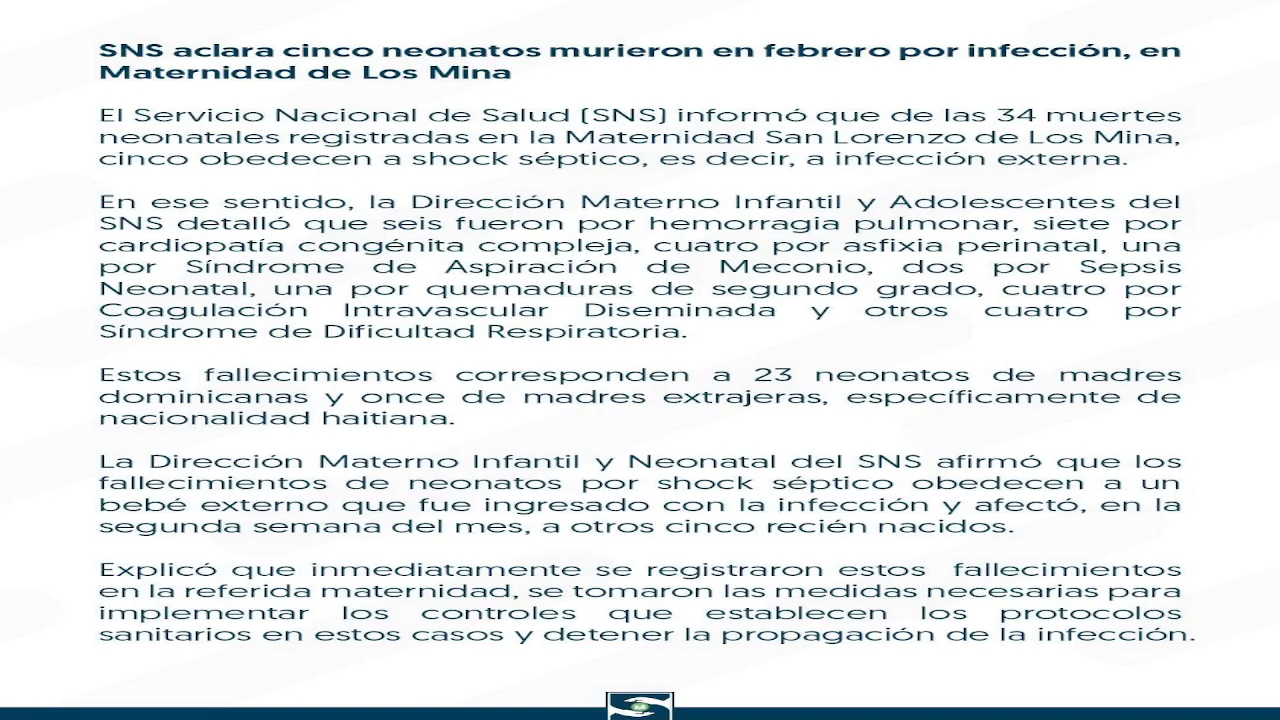 SNS aclara cinco neonatos murieron en febrero por infección, en
Maternidad de Los Mina
El Servicio Nacional de Salud (SNS) informó que de las 34 muertes
neonatales registradas en la Maternidad San Lorenzo de Los Mina,
cinco obedecen a shock séptico, es decir, a infección externa.
En ese sentido, la Dirección Materno Infantil y Adolescentes del
SNS detalló que seis fueron por hemorragia pulmonar, siete por
cardiopatía congénita compleja, cuatro por asfixia perinatal, una
por Síndrome de Aspiración de Meconio, dos por Sepsis
Neonatal, una por quemaduras de segundo grado, cuatro por
Coagulación Intravascular Diseminada y otros cuatro por
Síndrome de Dificultad Respiratoria.
Estos fallecimientos corresponden a 23 neonatos de madres
dominicanas y once de madres extrajeras, específicamente de
nacionalidad haitiana.
La Dirección Materno Infantil y Neonatal del SNS afirmó que los
fallecimientos de neonatos por shock séptico obedecen a un
bebé externo que fue ingresado con la infección y afectó, en la
segunda semana del mes, a otros cinco recién nacidos.
Explicó que inmediatamente se registraron estos fallecimientos
en la referida maternidad, se tomaron las medidas necesarias para
implementar los controles que establecen los protocolos
sanitarios en estos casos y detener la propagación de la infección.